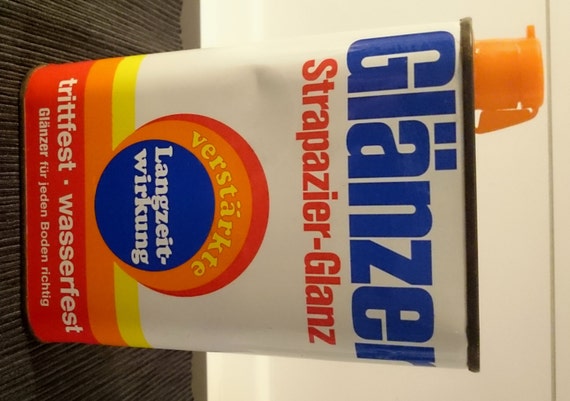 Glänzer
Strapazier-Glanz
verstärkte
Langzeit-
wirkung
trittfest · wasserfest
Glänzer für jeden Boden richtig